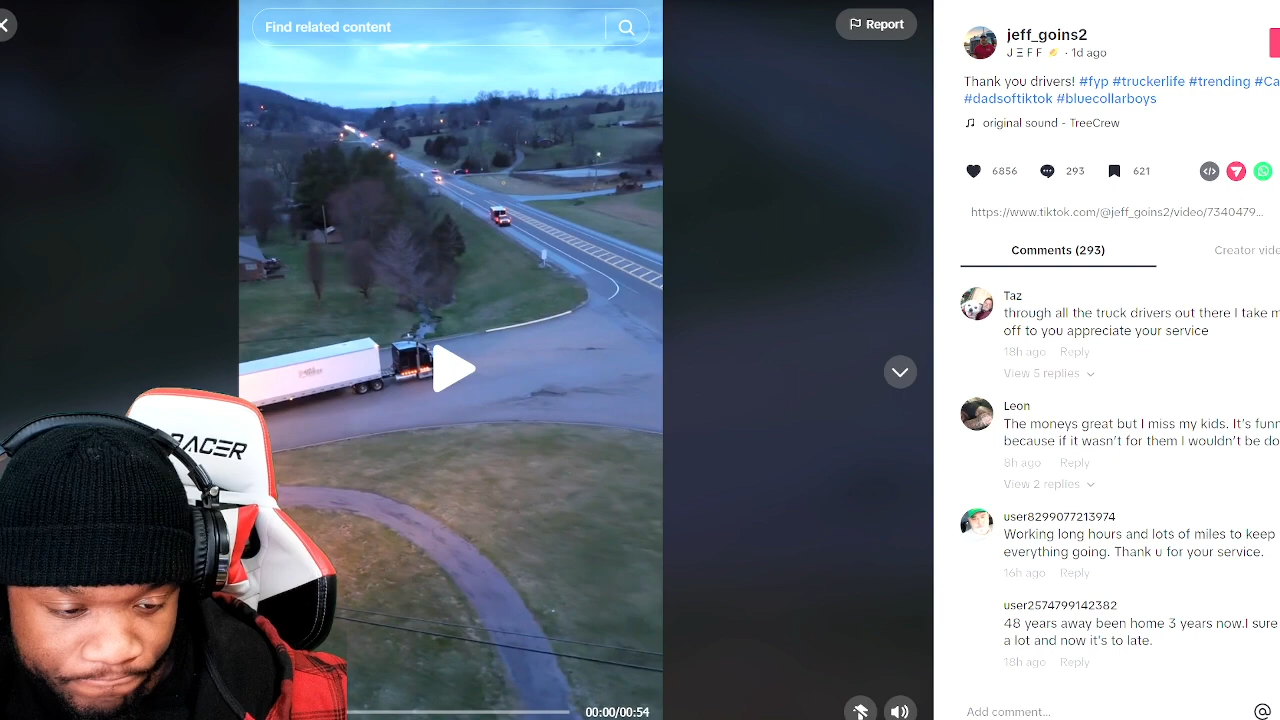 Find related content
Report
jeff_goins2
J Ξ F F · 1d ago
Thank you drivers! #fyp #truckerlife #trending #Ca
#dadsoftiktok #bluecollarboys
original sound - TreeCrew
6856 293 621
https://www.tiktok.com/@jeff_goins2/video/7340479...
Comments (293) Creator vide
Taz
through all the truck drivers out there I take m
off to you appreciate your service
18h ago Reply
View 5 replies
Leon
The moneys great but I miss my kids. It's funn
because if it wasn't for them I wouldn't be do
8h ago Reply
View 2 replies
user8299077213974
Working long hours and lots of miles to keep
everything going. Thank u for your service.
16h ago Reply
user2574799142382
48 years away been home 3 years now.I sure
a lot and now it's to late.
18h ago Reply
RACER
00:00/00:54
Add comment... @